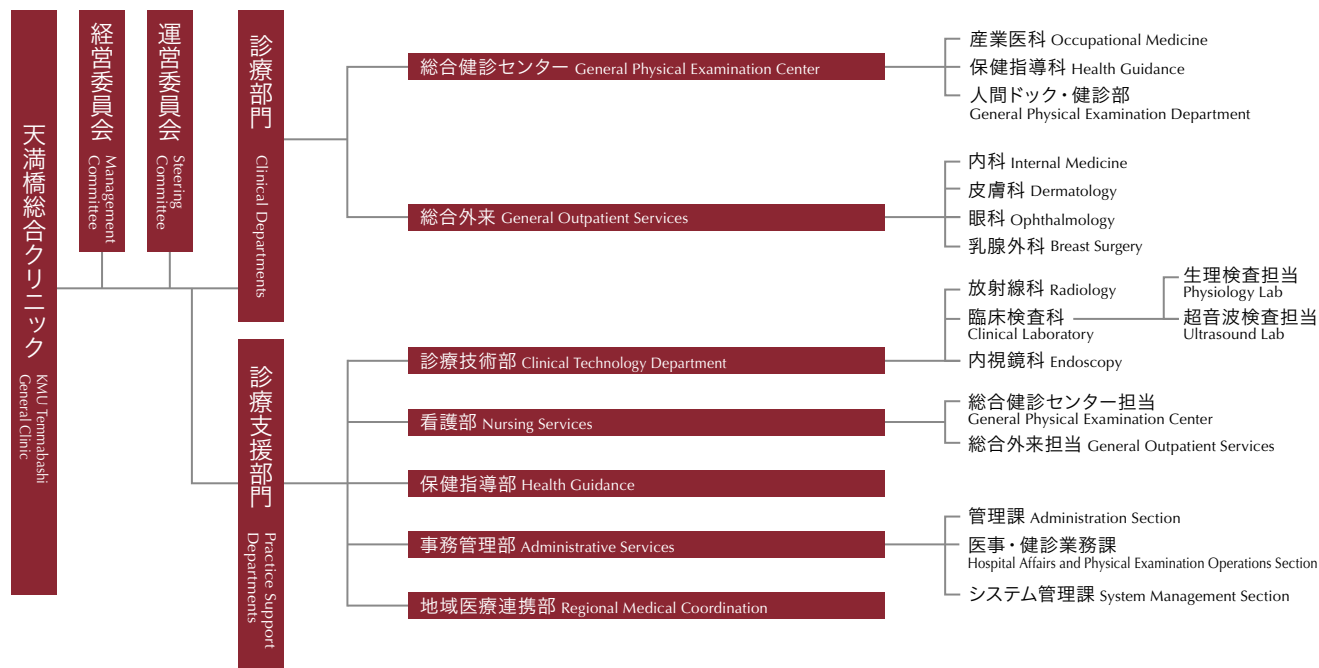 天満橋総合クリニック
KMU Temmabashi
General Clinic
経営委員会
Management
Committee
運営委員会
Steering
Committee
診療部門
Clinical Departments
総合健診センター General Physical Examination Center
産業医科 Occupational Medicine
保健指導科 Health Guidance
人間ドック・健診部
General Physical Examination Department
総合外来 General Outpatient Services
内科 Internal Medicine
皮膚科 Dermatology
眼科 Ophthalmology
乳腺外科 Breast Surgery
診療支援部門
Practice Support
Departments
診療技術部 Clinical Technology Department
放射線科 Radiology
臨床検査科
Clinical Laboratory
生理検査担当
Physiology Lab
超音波検査担当
Ultrasound Lab
内視鏡科 Endoscopy
看護部 Nursing Services
総合健診センター担当
General Physical Examination Center
総合外来担当 General Outpatient Services
保健指導部 Health Guidance
事務管理部 Administrative Services
管理課 Administration Section
医事・健診業務課
Hospital Affairs and Physical Examination Operations Section
システム管理課 System Management Section
地域医療連携部 Regional Medical Coordination